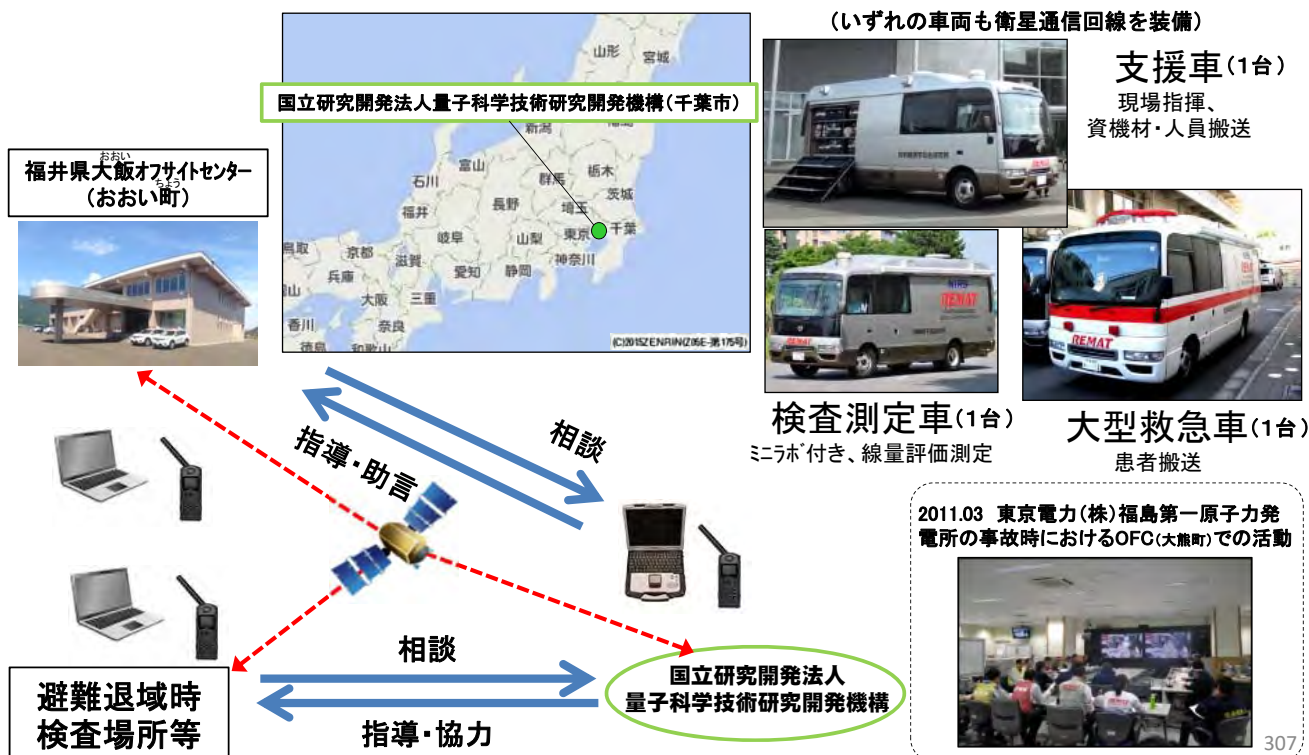 (いずれの車両も衛星通信回線を装備)
支援車(1台)
現場指揮、
資機材・人員搬送
山形
宮城
国立研究開発法人量子科学技術研究開発機構(千葉市)
新潟
福島
富山
石川
群馬
栃木
茨城
福井
長野
埼玉
岐阜
山梨
東京
千葉
鳥取
京都
滋賀
愛知
静岡
神奈川
兵庫
大阪
三重
岡山
香川
奈良
徳島
和歌山
(C)2015ZENRIN(Z05E-第175号)
おおい
福井県大飯オフサイトセンター
ちょう
(おおい町)
NIRS
REMAT
REMAT
検査測定車(1台)
ミニラボ付き、線量評価測定
大型救急車(1台)
患者搬送
相談
指導・助言
2011.03 東京電力(株)福島第一原子力発
電所の事故時におけるOFC(大熊町)での活動
相談
指導・協力
避難退域時
検査場所等
国立研究開発法人
量子科学技術研究開発機構
307